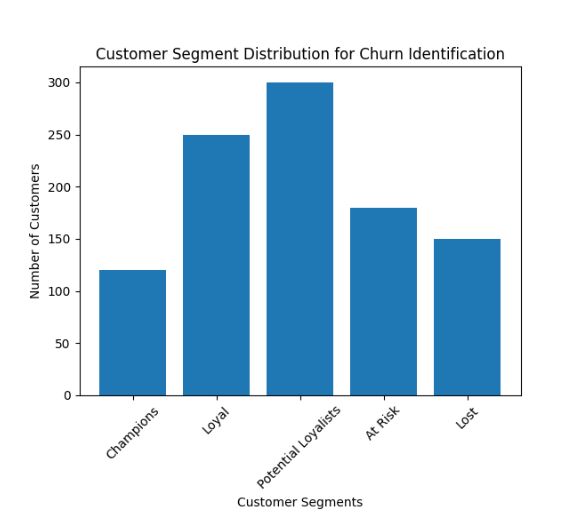 Customer Segment Distribution for Churn Identification
300
250
200
150
100
50
0
Number of Customers
Champions
Loyal
Potential Loyalists
At Risk
Lost
Customer Segments